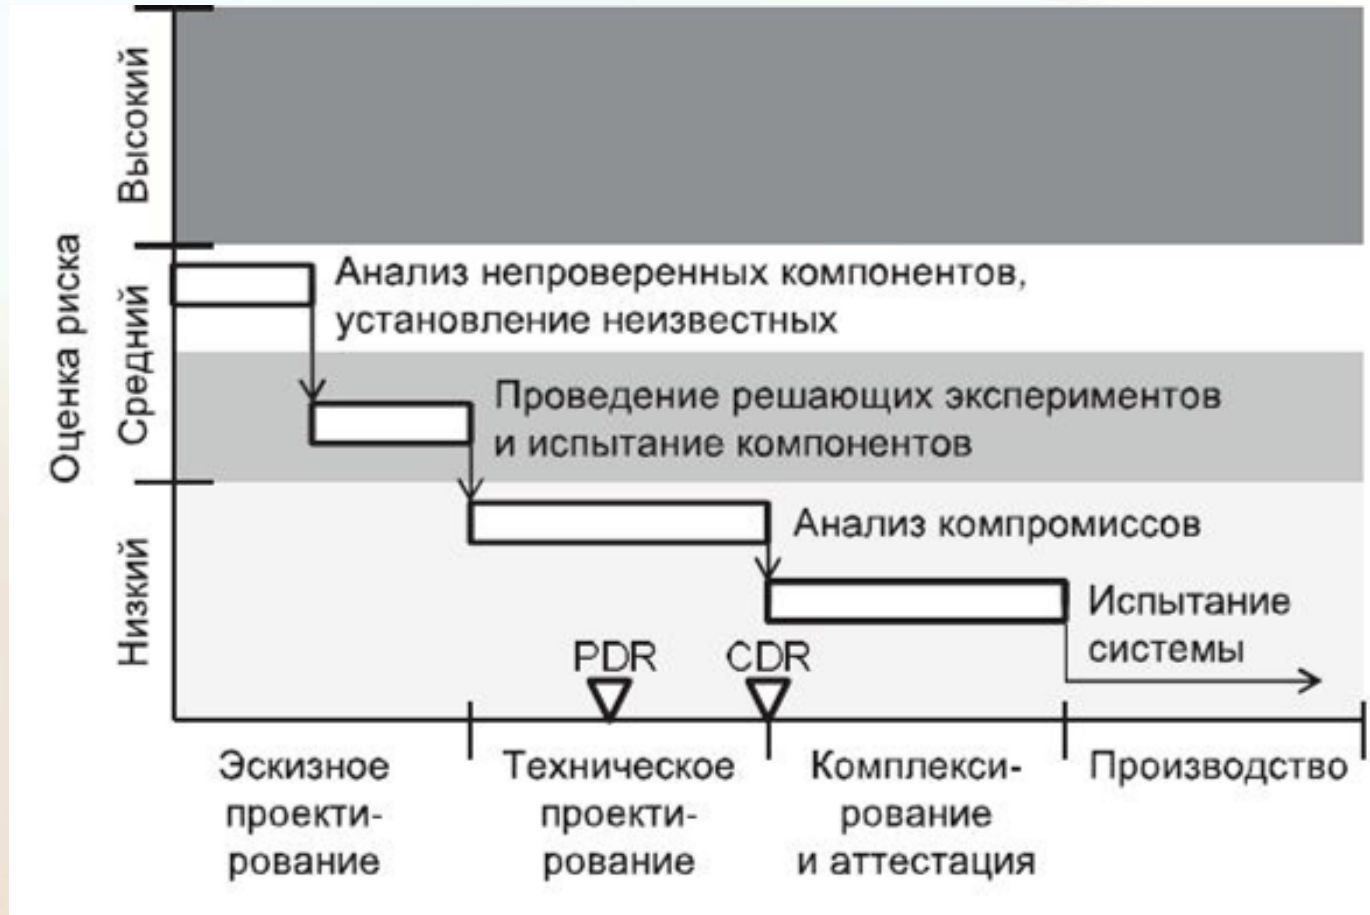 Оценка риска
Высокий
Средний
Низкий
Анализ непроверенных компонентов,
установление неизвестных
Проведение решающих экспериментов
и испытание компонентов
Анализ компромиссов
Испытание
системы
PDR
CDR
Эскизное
проекти-
рование
Техническое
проекти-
рование
Комплекси-
рование
и аттестация
Производство